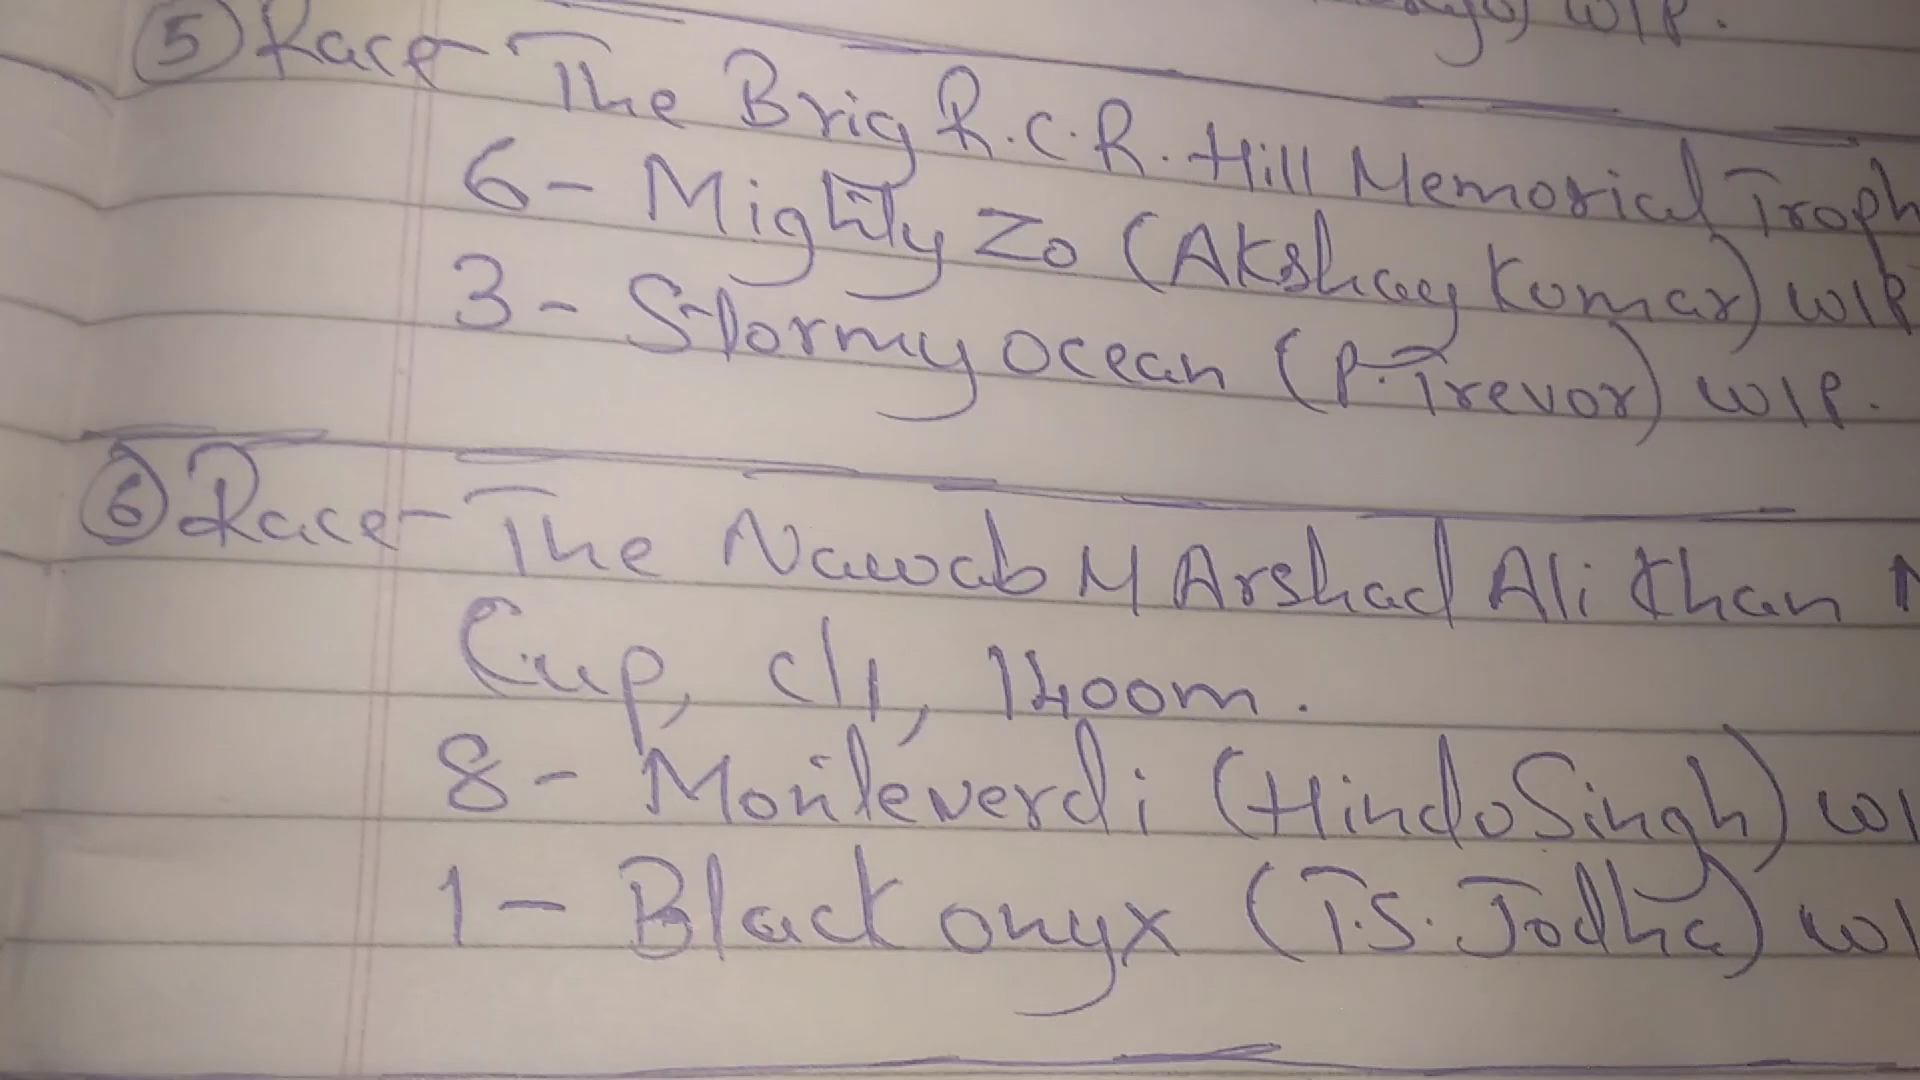 W/P.
⑤ Race - The Brig R.C.R. Hill Memorial Troph
6 - Mighty Zo (Akshay Kumar) W/P
3 - Stormy Ocean (P. Trevor) W/P.
⑥ Race - The Nawab M Arshad Ali Khan
Cup, c/1, 1400m.
8 - Monteverdi (Hindu Singh) W/
1 - Black onyx (T.S. Jodha) W/